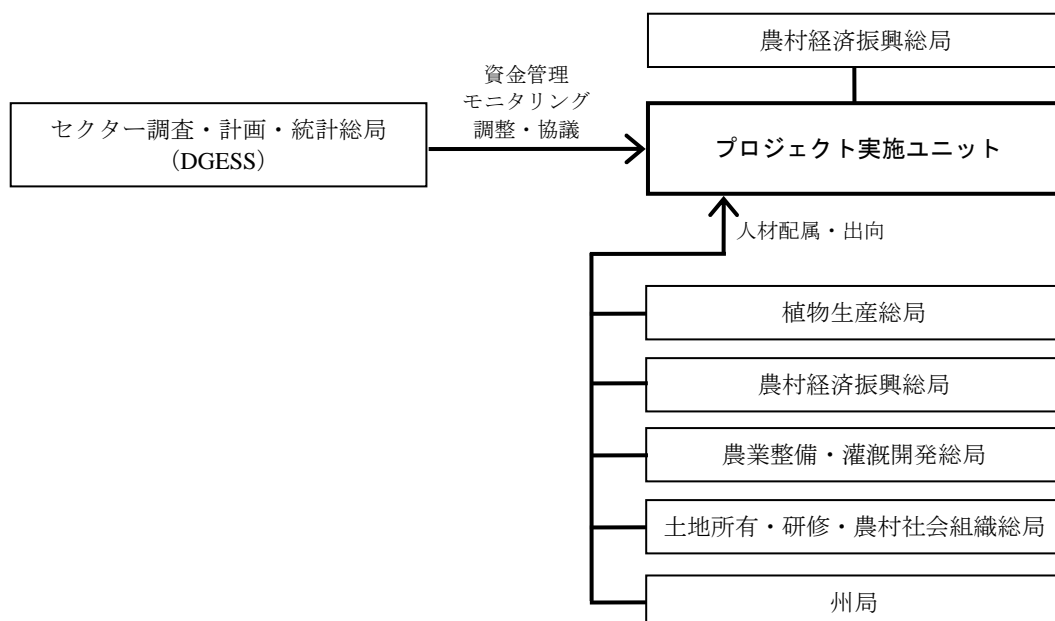 農村経済振興総局
資金管理
モニタリング
調整・協議
セクター調査・計画・統計総局
(DGESS)
プロジェクト実施ユニット
人材配属・出向
植物生産総局
農村経済振興総局
農業整備・灌漑開発総局
土地所有・研修・農村社会組織総局
州局